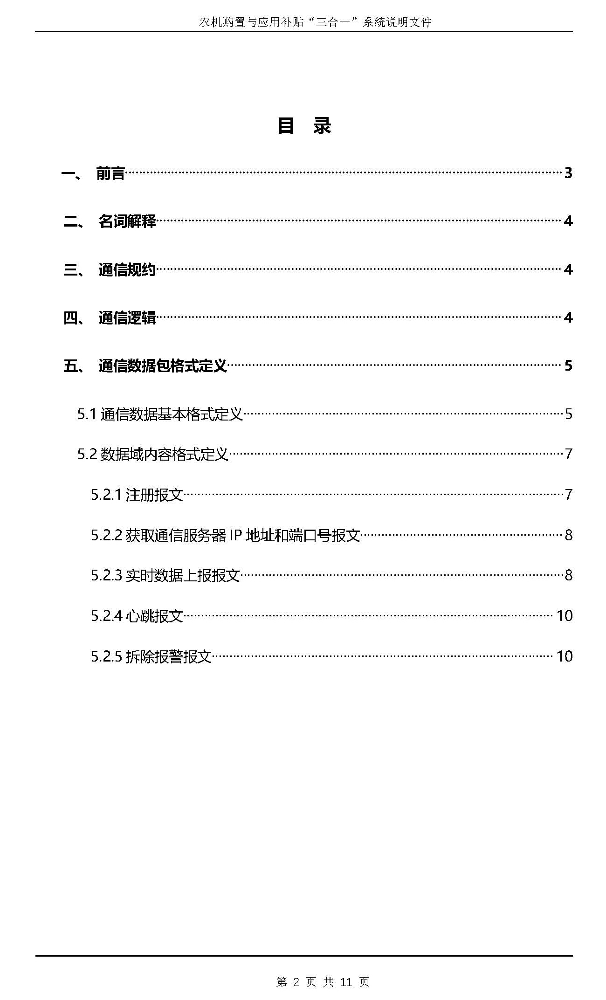 农机购置与应用补贴“三合一”系统说明文件
目 录
一、 前言 3
二、 名词解释 4
三、 通信规约 4
四、 通信逻辑 4
五、 通信数据包格式定义 5
5.1 通信数据基本格式定义 5
5.2 数据域内容格式定义 7
5.2.1 注册报文 7
5.2.2 获取通信服务器 IP 地址和端口号报文 8
5.2.3 实时数据上报报文 8
5.2.4 心跳报文 10
5.2.5 拆除报警报文 10
第 2 页 共 11 页